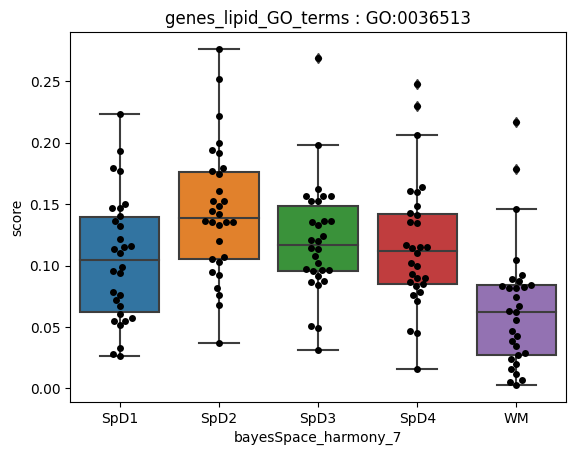 genes_lipid_GO_terms : GO:0036513
score
0.25
0.20
0.15
0.10
0.05
0.00
SpD1 SpD2 SpD3 SpD4 WM
bayesSpace_harmony_7